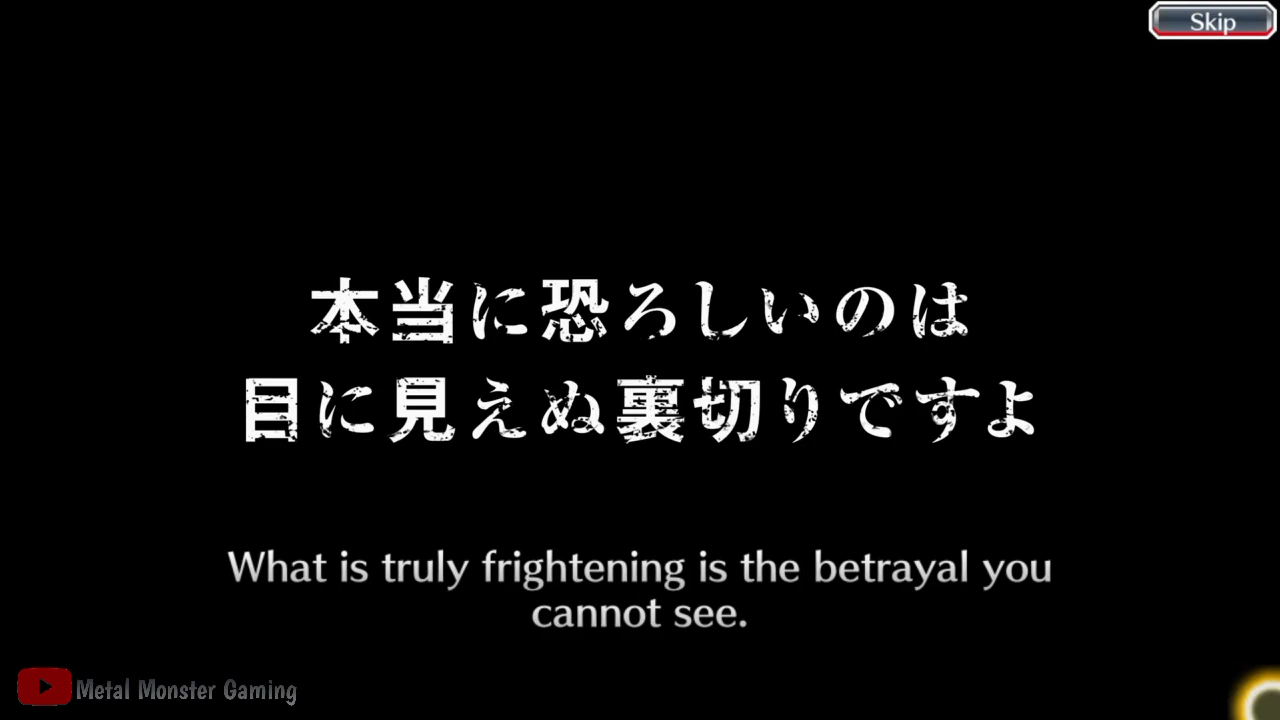 Skip
本当に恐ろしいのは
目に見えぬ裏切りですよ
What is truly frightening is the betrayal you
cannot see.
Metal Monster Gaming